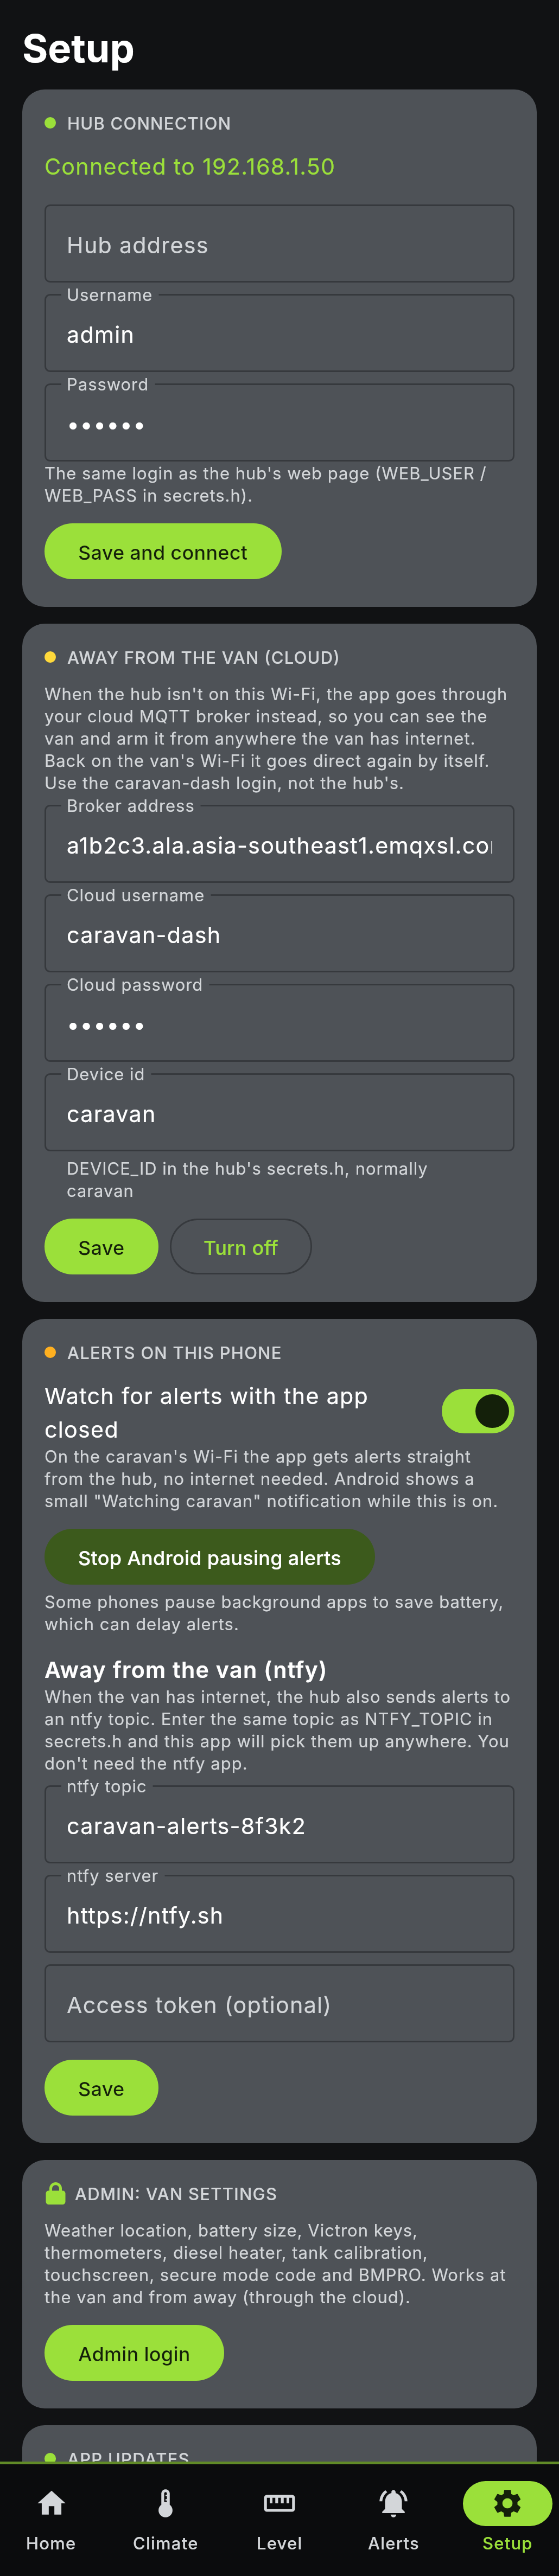 Setup
HUB CONNECTION
Connected to 192.168.1.50
Hub address
Username
admin
Password
••••••
The same login as the hub's web page (WEB_USER /
WEB_PASS in secrets.h).
Save and connect
AWAY FROM THE VAN (CLOUD)
When the hub isn't on this Wi-Fi, the app goes through
your cloud MQTT broker instead, so you can see the
van and arm it from anywhere the van has internet.
Back on the van's Wi-Fi it goes direct again by itself.
Use the caravan-dash login, not the hub's.
Broker address
a1b2c3.ala.asia-southeast1.emqxsl.co
Cloud username
caravan-dash
Cloud password
••••••
Device id
caravan
DEVICE_ID in the hub's secrets.h, normally
caravan
Save
Turn off
ALERTS ON THIS PHONE
Watch for alerts with the app
closed
On the caravan's Wi-Fi the app gets alerts straight
from the hub, no internet needed. Android shows a
small "Watching caravan" notification while this is on.
Stop Android pausing alerts
Some phones pause background apps to save battery,
which can delay alerts.
Away from the van (ntfy)
When the van has internet, the hub also sends alerts to
an ntfy topic. Enter the same topic as NTFY_TOPIC in
secrets.h and this app will pick them up anywhere. You
don't need the ntfy app.
ntfy topic
caravan-alerts-8f3k2
ntfy server
https://ntfy.sh
Access token (optional)
Save
ADMIN: VAN SETTINGS
Weather location, battery size, Victron keys,
thermometers, diesel heater, tank calibration,
touchscreen, secure mode code and BMPRO. Works at
the van and from away (through the cloud).
Admin login
APP UPDATES
Home
Climate
Level
Alerts
Setup